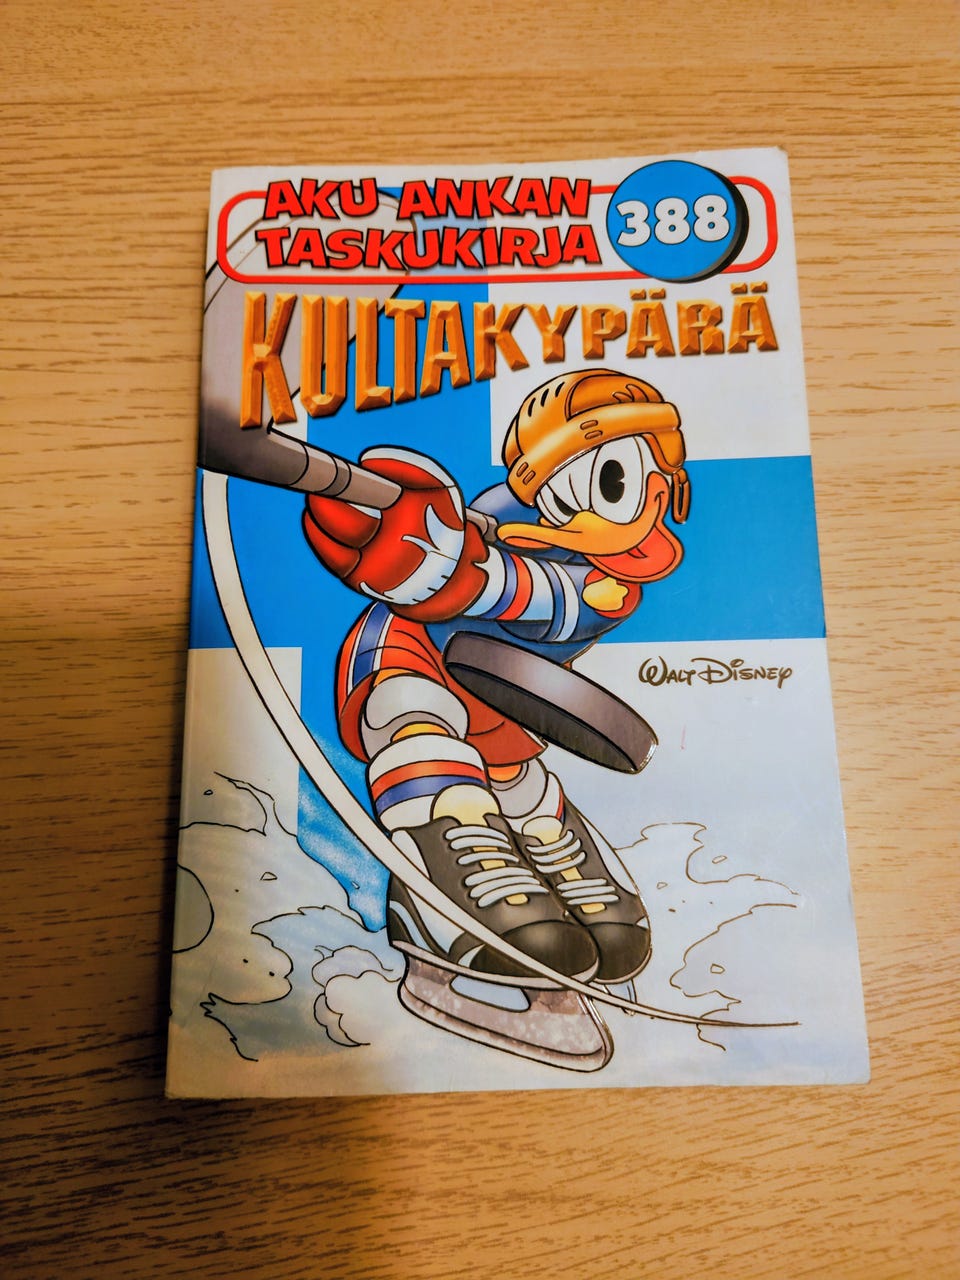 AKU ANKAN
TASKUKIRJA
388
KULTAKYPÄRÄ
WALT DISNEY